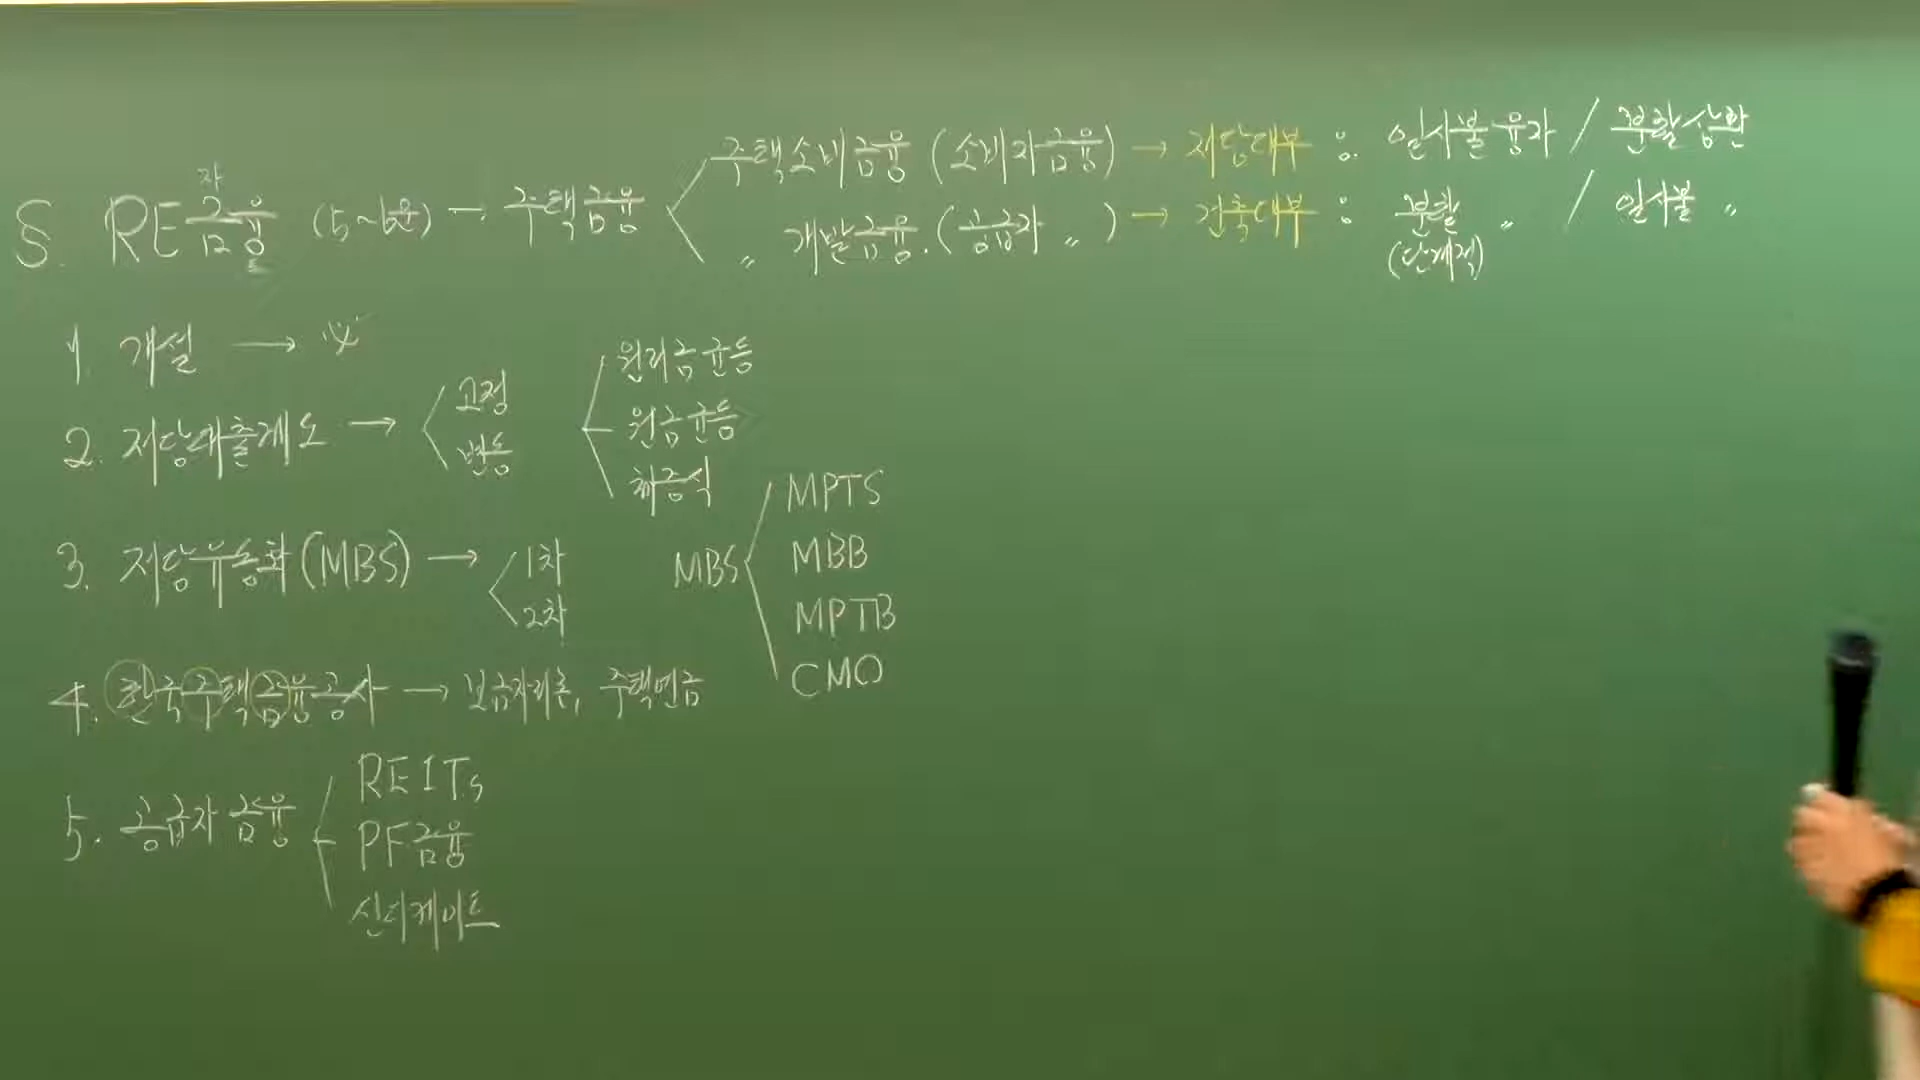 자
§. RE금융 (5~6문) → 주택금융
주택소비금융 (소비자금융) → 저당대부 : 일시불융자 / 분할상환
〃 개발금융. (공급자 〃 ) → 건축대부 : 분할 〃 / 일시불 〃
(단계적)
1. 개설 → 必
2. 저당대출제도 → 고정 변동
원리금균등
원금균등
체증식
3. 저당유동화(MBS) → 1차 2차
MBS
MPTS
MBB
MPTB
CMO
4. 한국주택금융공사 → 보금자리론, 주택연금
5. 공급자 금융
REITs
PF금융
신디케이트